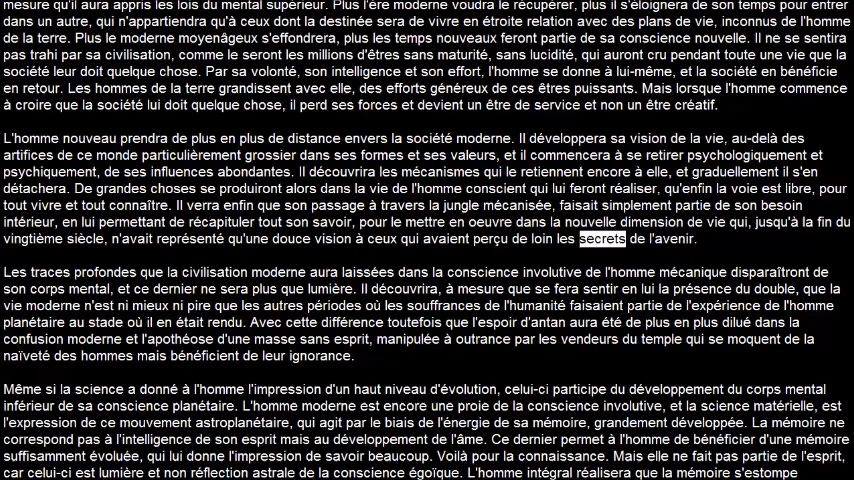 mesure qu'il aura appris les lois du mental supérieur. Plus l'ère moderne voudra le récupérer, plus il s'éloignera de son temps pour entrer
dans un autre, qui n'appartiendra qu'à ceux dont la destinée sera de vivre en étroite relation avec des plans de vie, inconnus de l'homme
de la terre. Plus le moderne moyenâgeux s'effondrera, plus les temps nouveaux feront partie de sa conscience nouvelle. Il ne se sentira
pas trahi par sa civilisation, comme le seront les millions d'êtres sans maturité, sans lucidité, qui auront cru pendant toute une vie que la
société leur doit quelque chose. Par sa volonté, son intelligence et son effort, l'homme se donne à lui-même, et la société en bénéficie
en retour. Les hommes de la terre grandissent avec elle, des efforts généreux de ces êtres puissants. Mais lorsque l'homme commence
à croire que la société lui doit quelque chose, il perd ses forces et devient un être de service et non un être créatif.

L'homme nouveau prendra de plus en plus de distance envers la société moderne. Il développera sa vision de la vie, au-delà des
artifices de ce monde particulièrement grossier dans ses formes et ses valeurs, et il commencera à se retirer psychologiquement et
psychiquement, de ses influences abondantes. Il découvrira les mécanismes qui le retiennent encore à elle, et graduellement il s'en
détachera. De grandes choses se produiront alors dans la vie de l'homme conscient qui lui feront réaliser, qu'enfin la voie est libre, pour
tout vivre et tout connaître. Il verra enfin que son passage à travers la jungle mécanisée, faisait simplement partie de son besoin
intérieur, en lui permettant de récapituler tout son savoir, pour le mettre en oeuvre dans la nouvelle dimension de vie qui, jusqu'à la fin du
vingtième siècle, n'avait représenté qu'une douce vision à ceux qui avaient perçu de loin les secrets de l'avenir.

Les traces profondes que la civilisation moderne aura laissées dans la conscience involutive de l'homme mécanique disparaîtront de
son corps mental, et ce dernier ne sera plus que lumière. Il découvrira, à mesure que se fera sentir en lui la présence du double, que la
vie moderne n'est ni mieux ni pire que les autres périodes où les souffrances de l'humanité faisaient partie de l'expérience de l'homme
planétaire au stade où il en était rendu. Avec cette différence toutefois que l'espoir d'antan aura été de plus en plus dilué dans la
confusion moderne et l'apothéose d'une masse sans esprit, manipulée à outrance par les vendeurs du temple qui se moquent de la
naïveté des hommes mais bénéficient de leur ignorance.

Même si la science a donné à l'homme l'impression d'un haut niveau d'évolution, celui-ci participe du développement du corps mental
inférieur de sa conscience planétaire. L'homme moderne est encore une proie de la conscience involutive, et la science matérielle, est
l'expression de ce mouvement astroplanétaire, qui agit par le biais de l'énergie de sa mémoire, grandement développée. La mémoire ne
correspond pas à l'intelligence de son esprit mais au développement de l'âme. Ce dernier permet à l'homme de bénéficier d'une mémoire
suffisamment évoluée, qui lui donne l'impression de savoir beaucoup. Voilà pour la connaissance. Mais elle ne fait pas partie de l'esprit,
car celui-ci est lumière et non réflection astrale de la conscience égoïque. L'homme intégral réalisera que la mémoire s'estompe